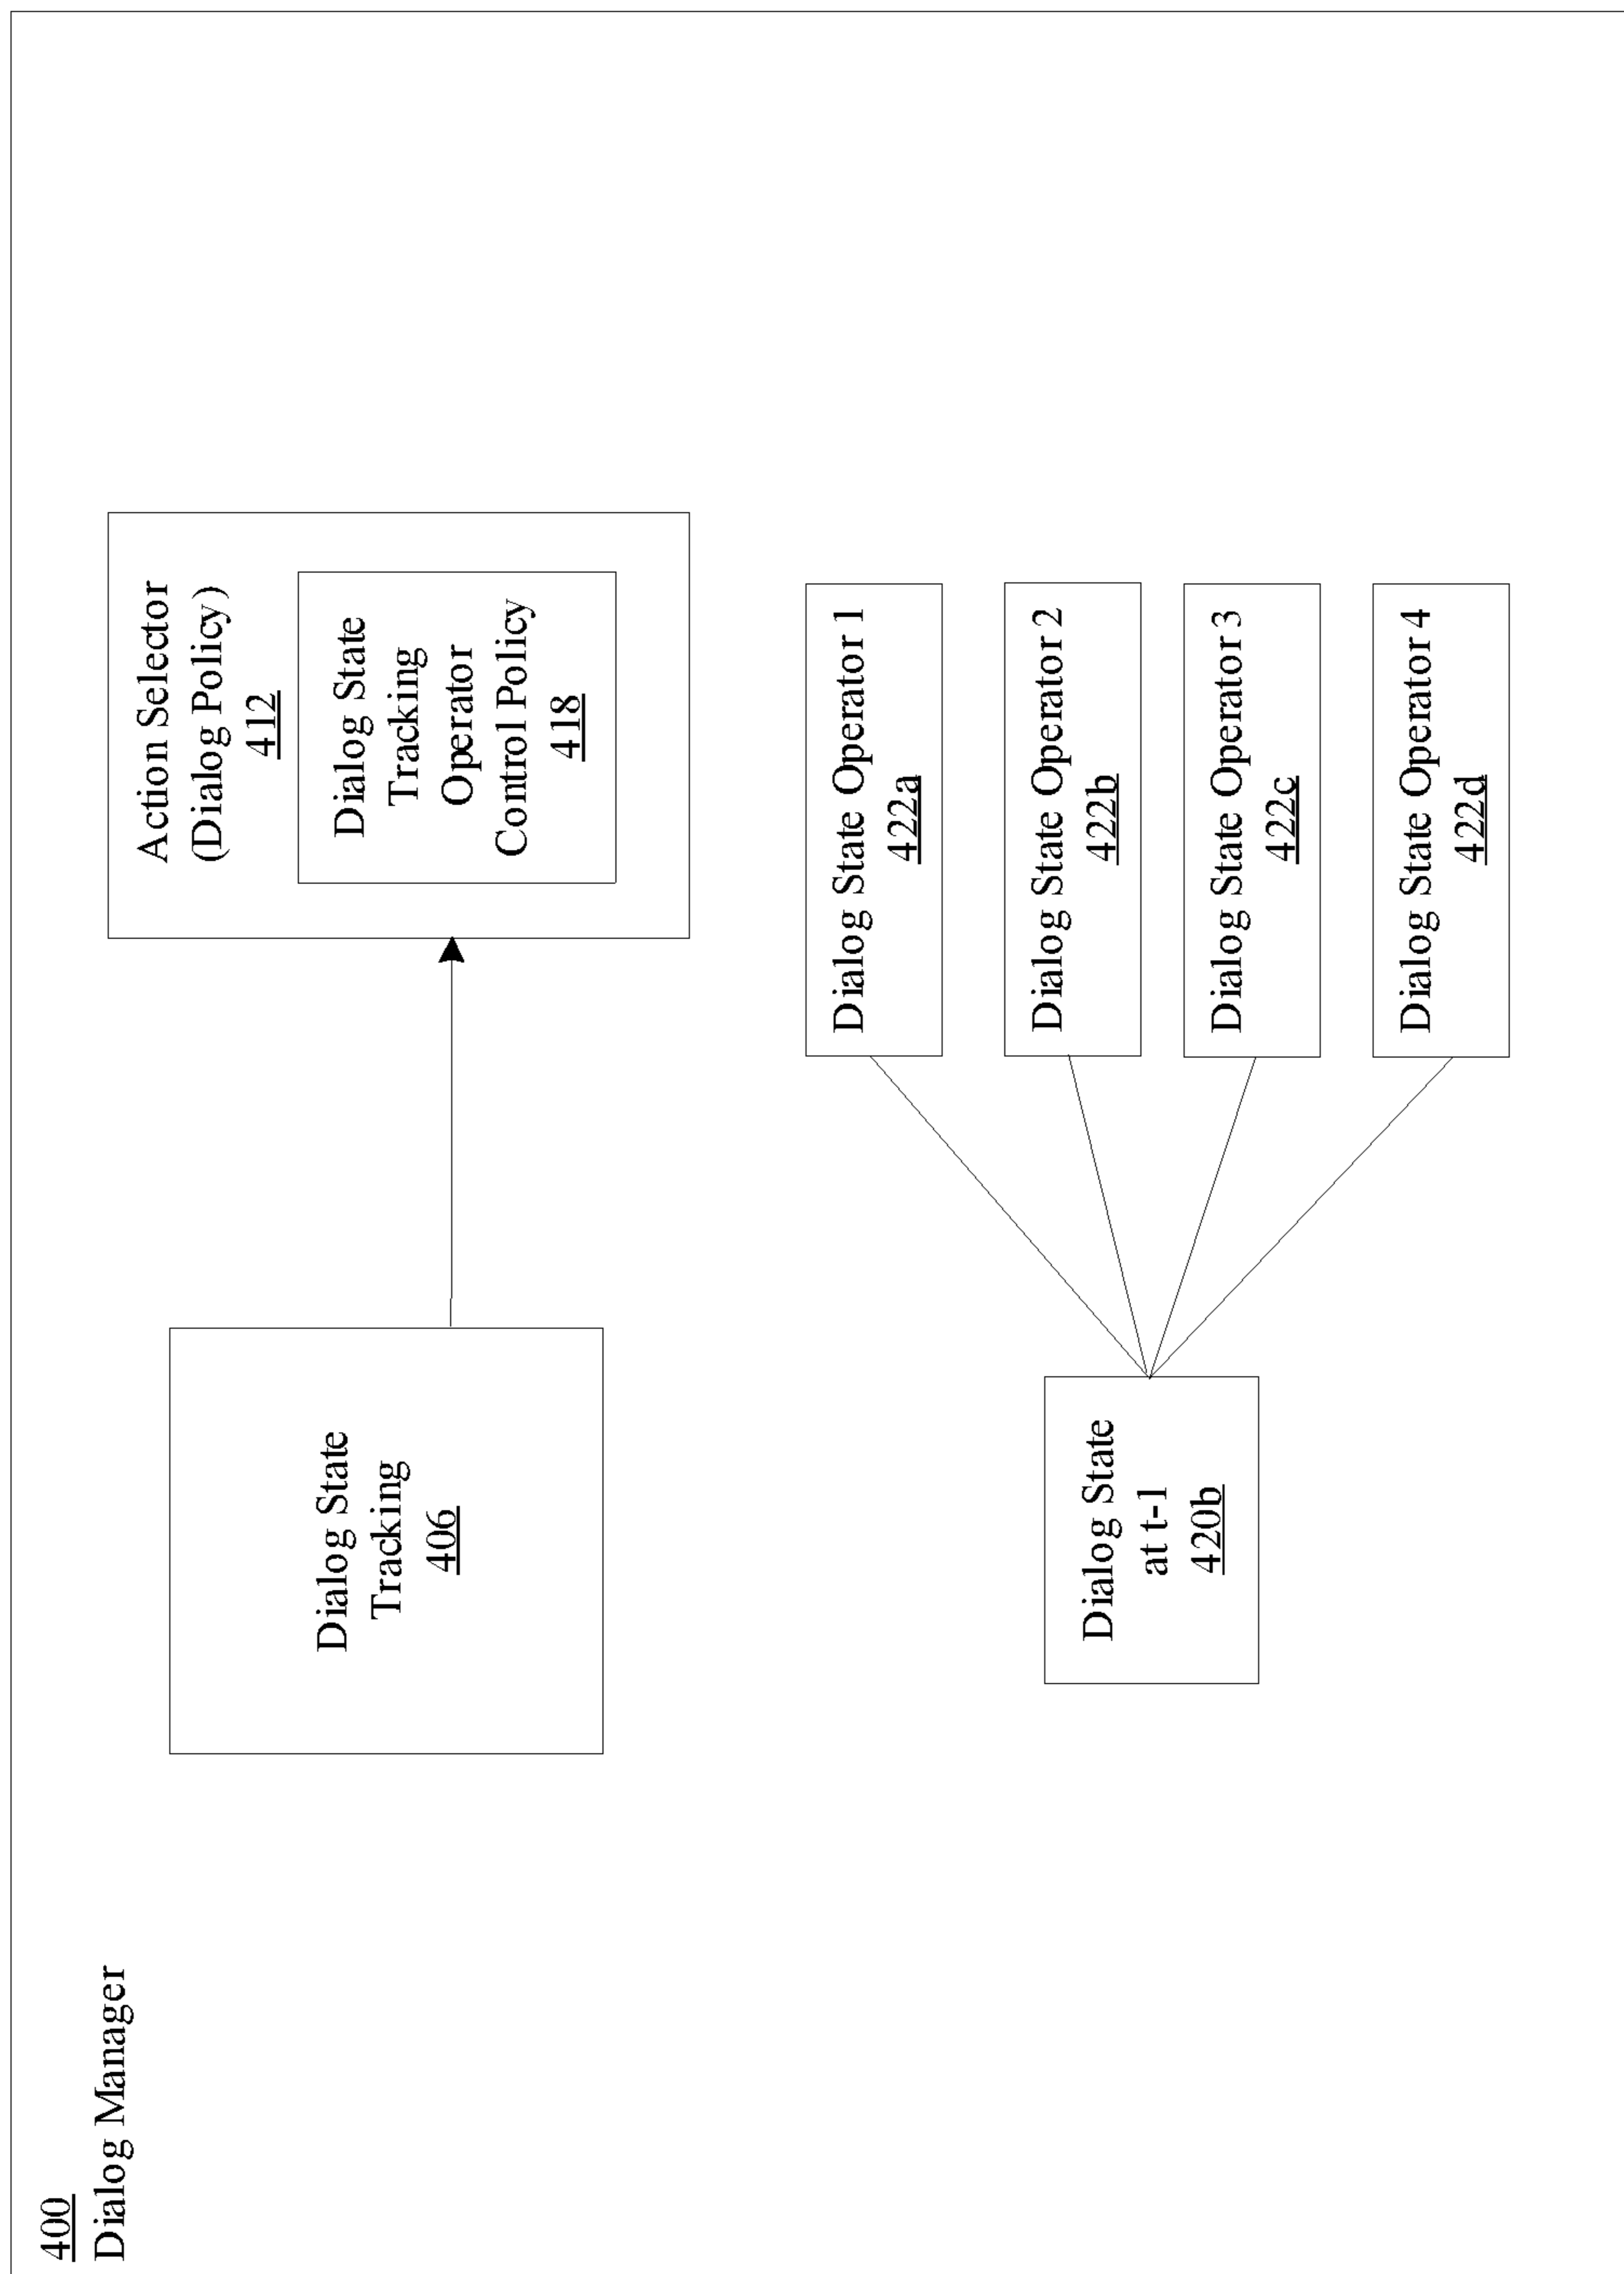 400
Dialog Manager
Dialog State
Tracking
406
Action Selector
(Dialog Policy)
412
Dialog State
Tracking
Operator
Control Policy
418
Dialog State
at t-1
420b
Dialog State Operator 1
422a
Dialog State Operator 2
422b
Dialog State Operator 3
422c
Dialog State Operator 4
422d